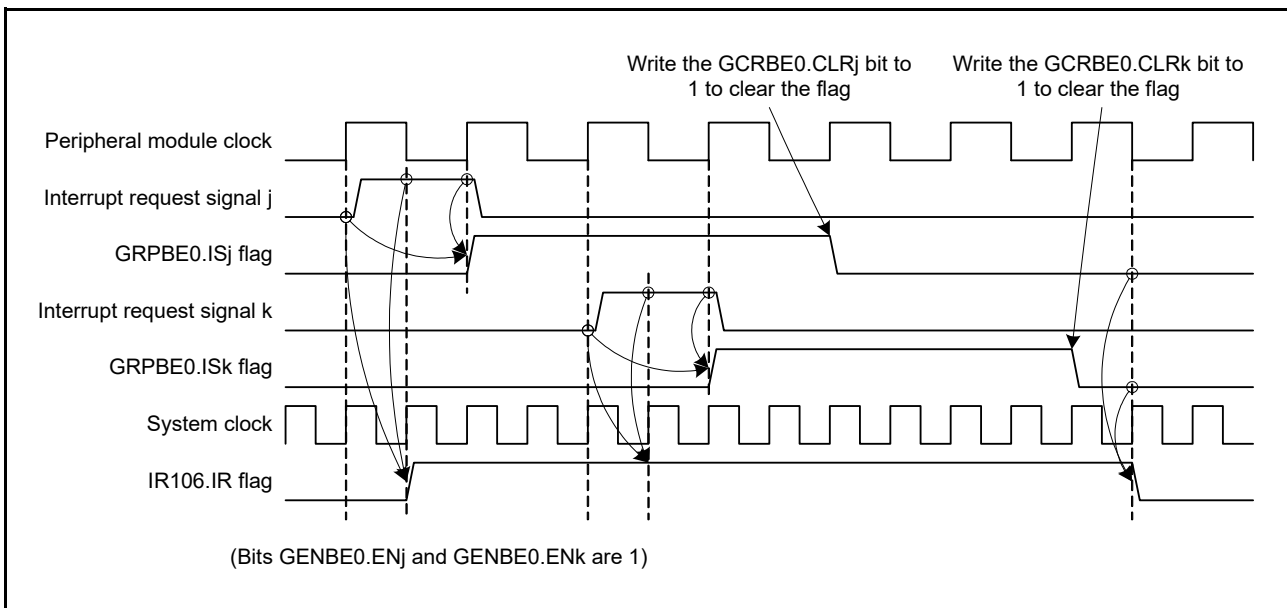 Write the GCRBE0.CLRj bit to
1 to clear the flag
Write the GCRBE0.CLRk bit to
1 to clear the flag
Peripheral module clock
Interrupt request signal j
GRPBE0.ISj flag
Interrupt request signal k
GRPBE0.ISk flag
System clock
IR106.IR flag
(Bits GENBE0.ENj and GENBE0.ENk are 1)